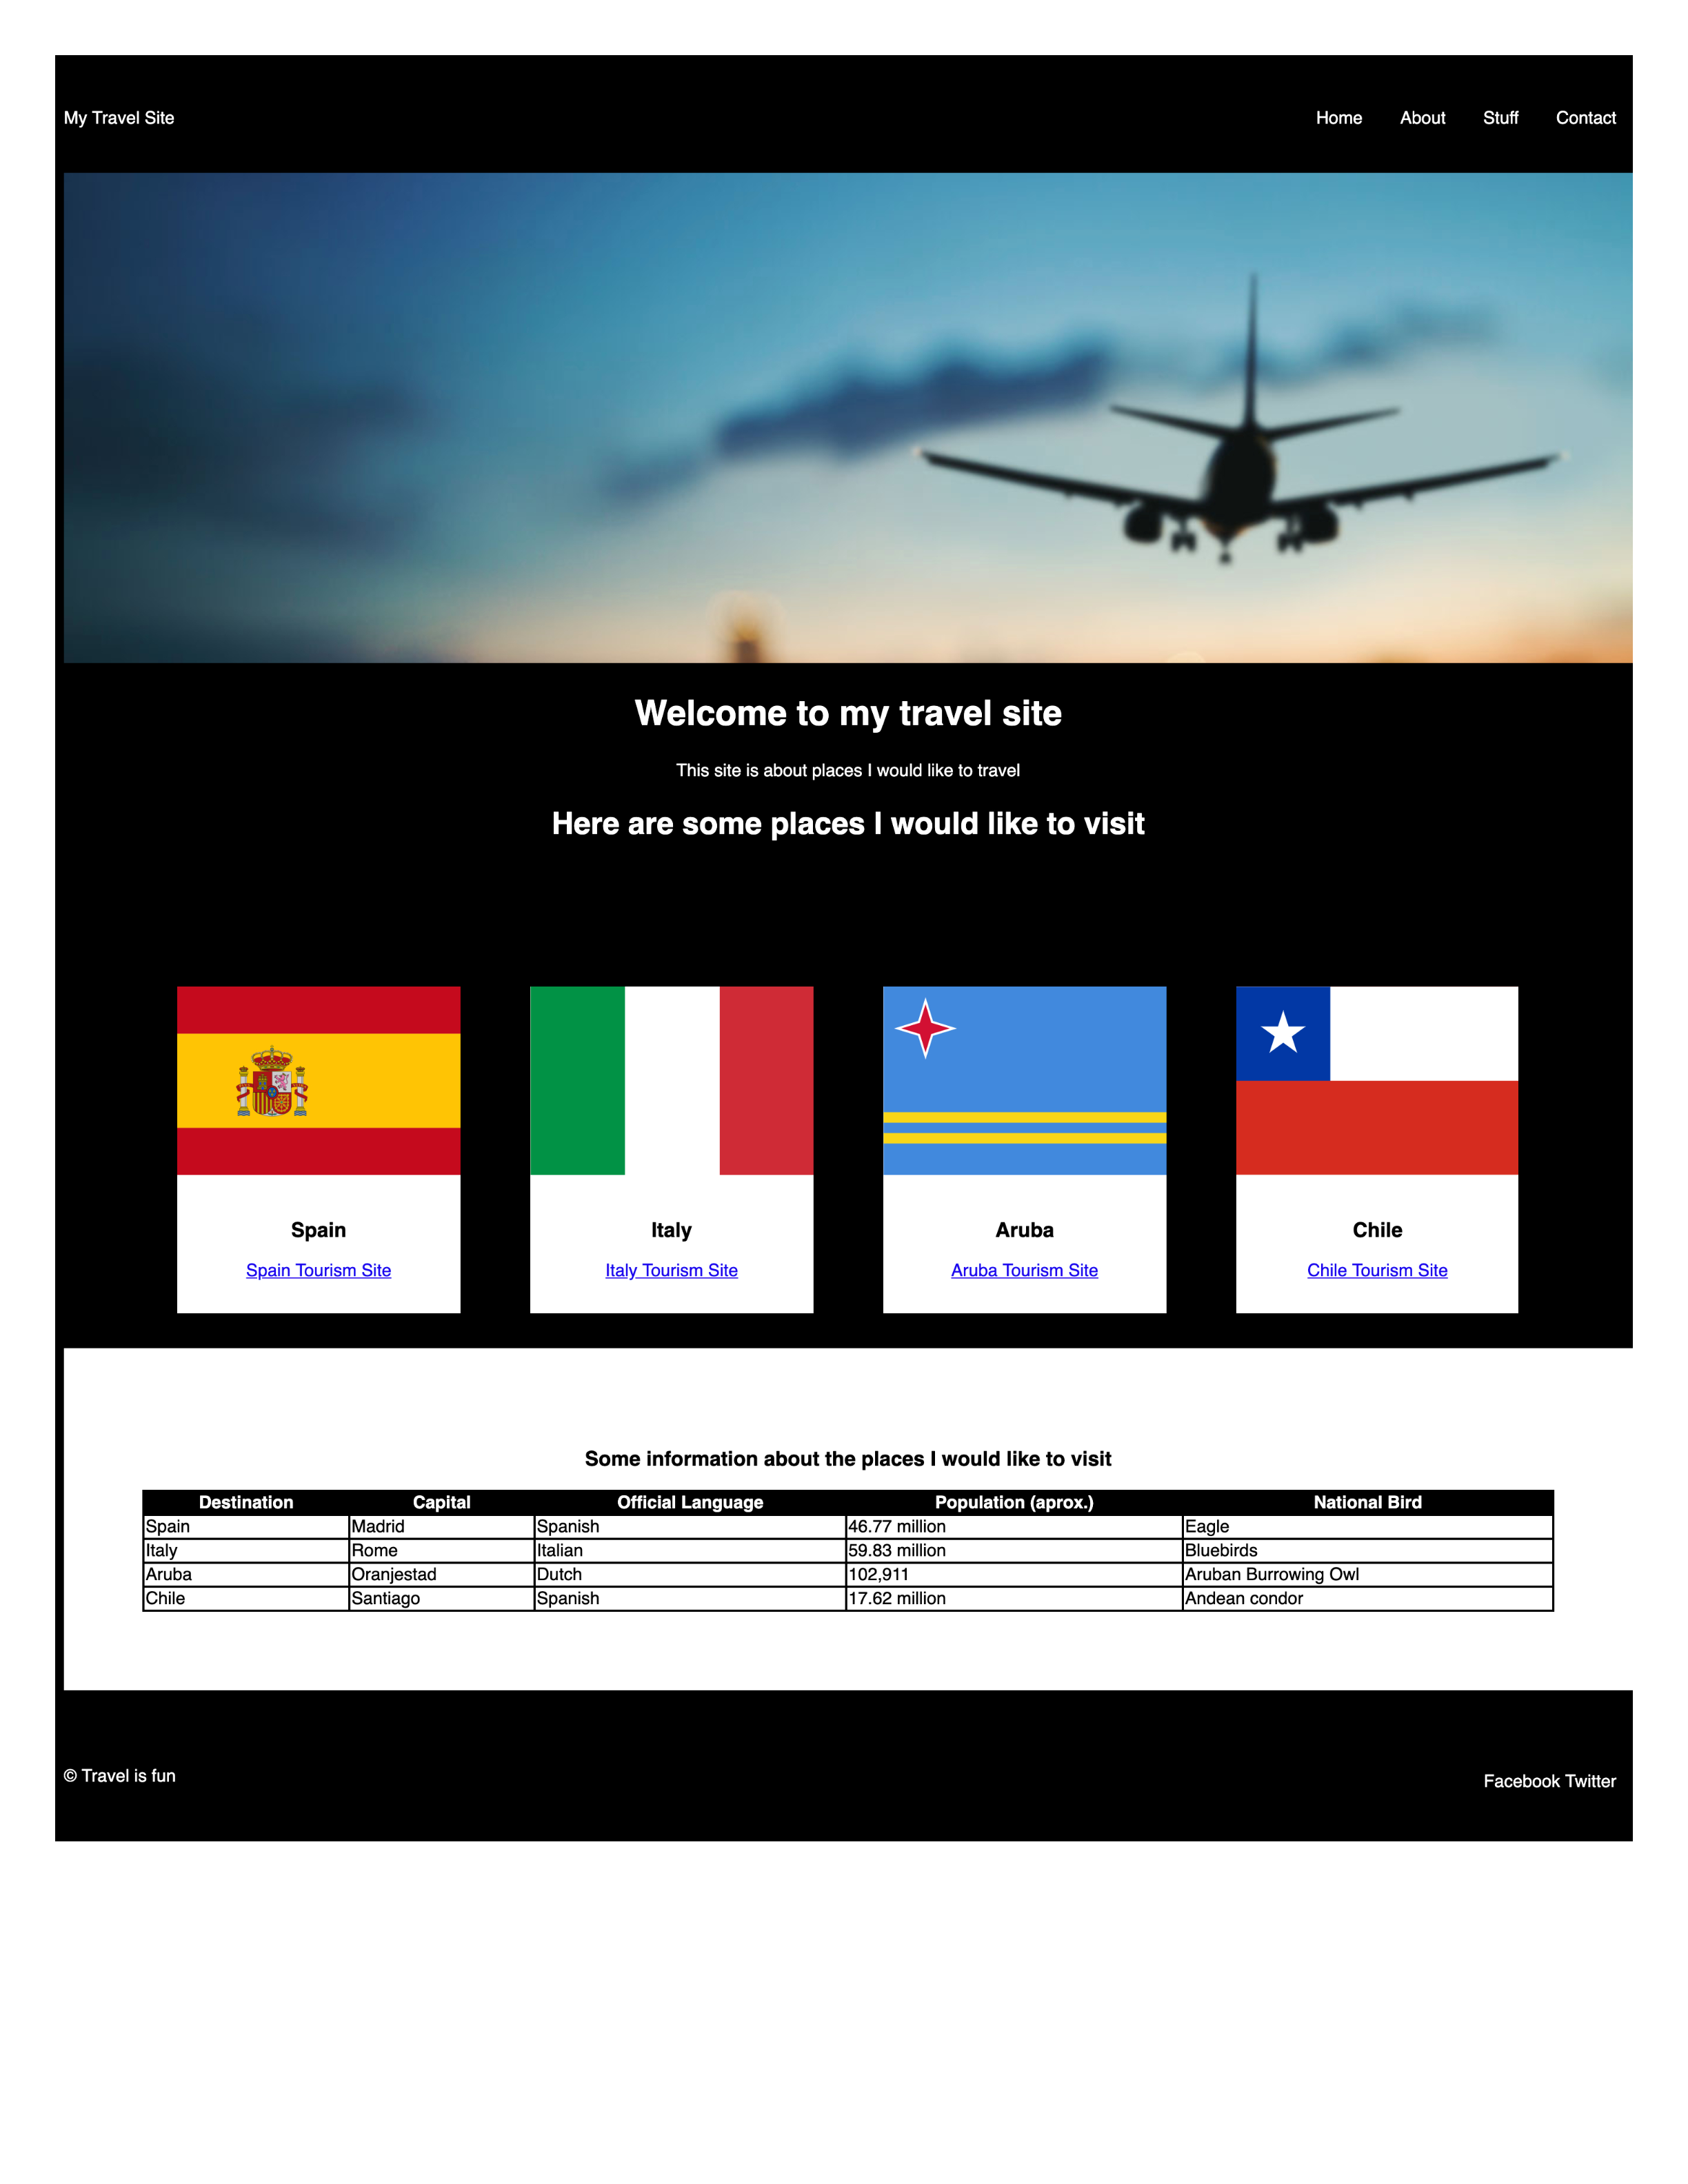 My Travel Site Home About Stuff Contact
Welcome to my travel site
This site is about places I would like to travel
Here are some places I would like to visit
Spain Italy Aruba Chile
Spain Tourism Site Italy Tourism Site Aruba Tourism Site Chile Tourism Site
Some information about the places I would like to visit
Destination Capital Official Language Population (aprox.) National Bird
Spain Madrid Spanish 46.77 million Eagle
Italy Rome Italian 59.83 million Bluebirds
Aruba Oranjestad Dutch 102,911 Aruban Burrowing Owl
Chile Santiago Spanish 17.62 million Andean condor
© Travel is fun Facebook Twitter